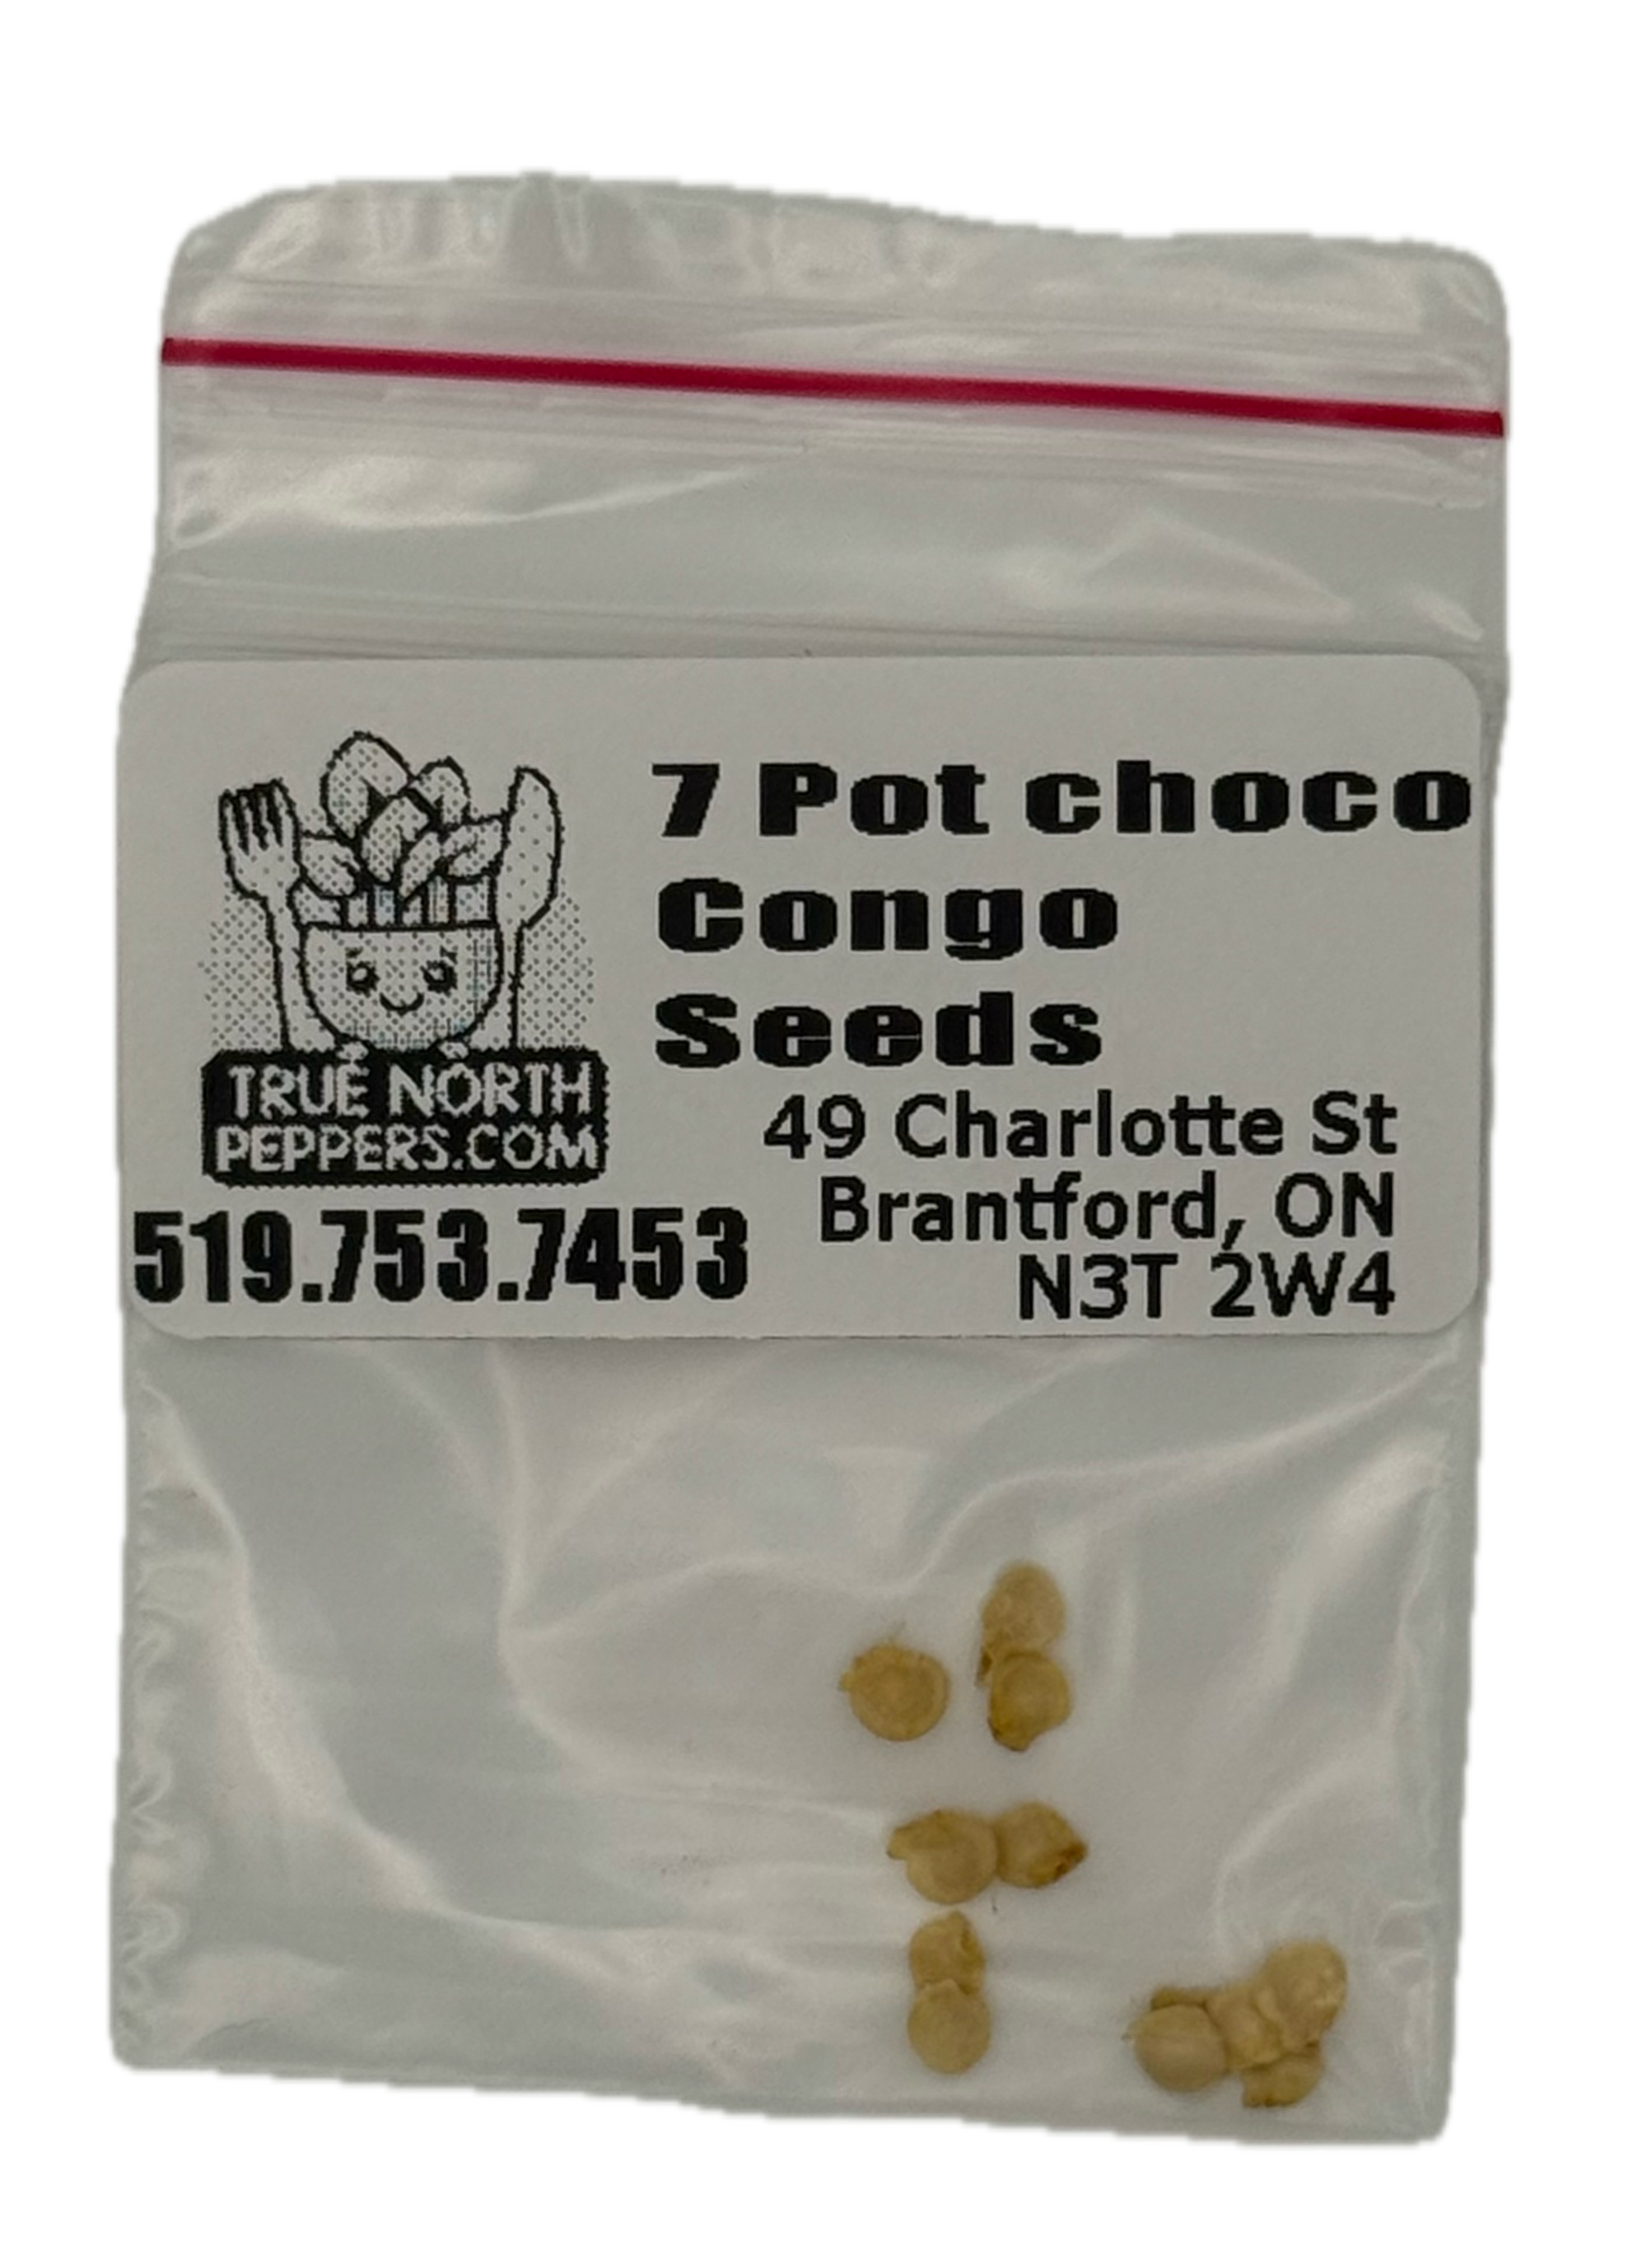 7 Pot choco
Congo
Seeds
TRUE NORTH
PEPPERS.COM
49 Charlotte St
Brantford, ON
N3T 2W4
519.753.7453